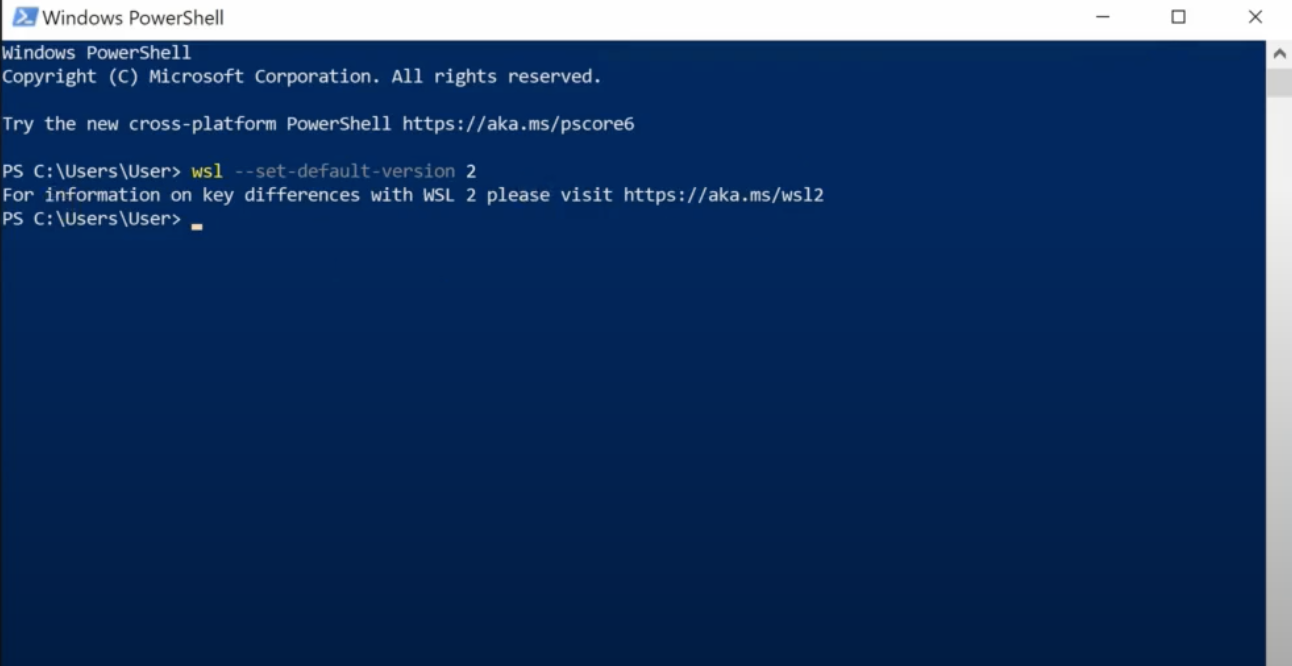 Windows PowerShell
Windows PowerShell
Copyright (C) Microsoft Corporation. All rights reserved.
Try the new cross-platform PowerShell https://aka.ms/pscore6
PS C:\Users\User> wsl --set-default-version 2
For information on key differences with WSL 2 please visit https://aka.ms/wsl2
PS C:\Users\User>